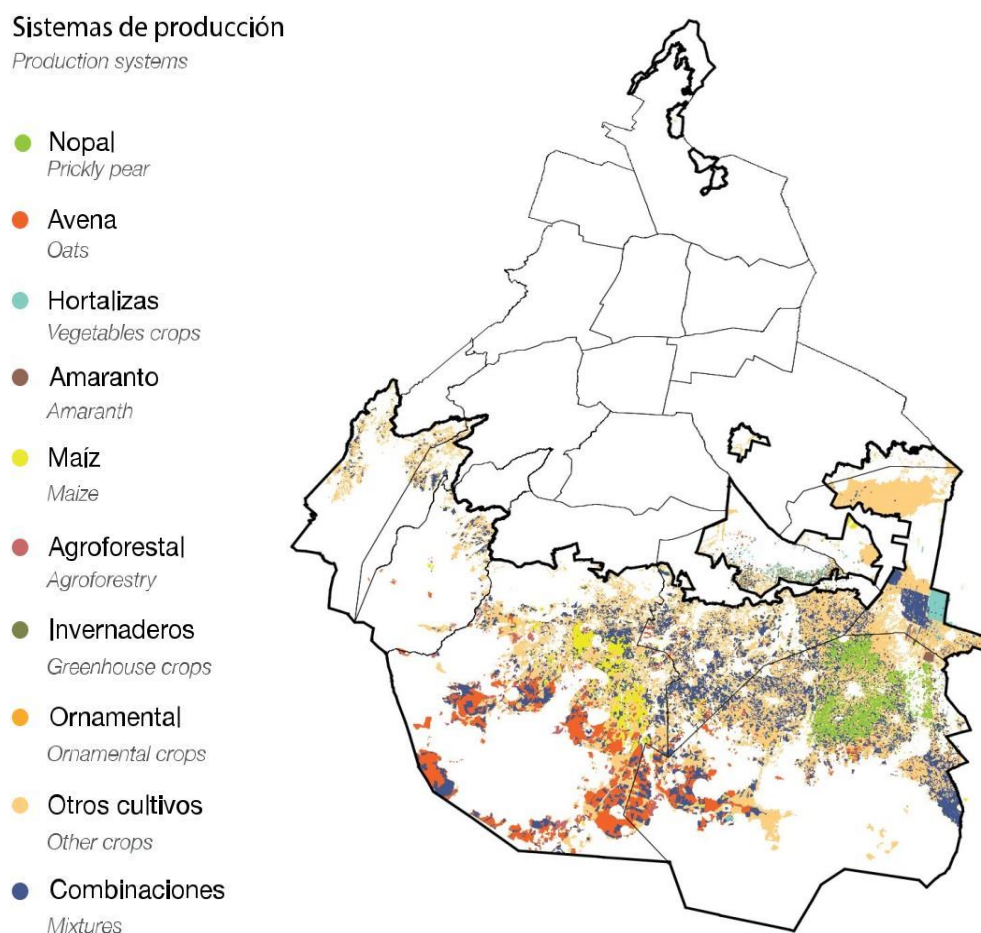 Sistemas de producción
Production systems
Nopal
Prickly pear
Avena
Oats
Hortalizas
Vegetables crops
Amaranto
Amaranth
Maíz
Maize
Agroforestal
Agroforestry
Invernaderos
Greenhouse crops
Ornamental
Ornamental crops
Otros cultivos
Other crops
Combinaciones
Mixtures